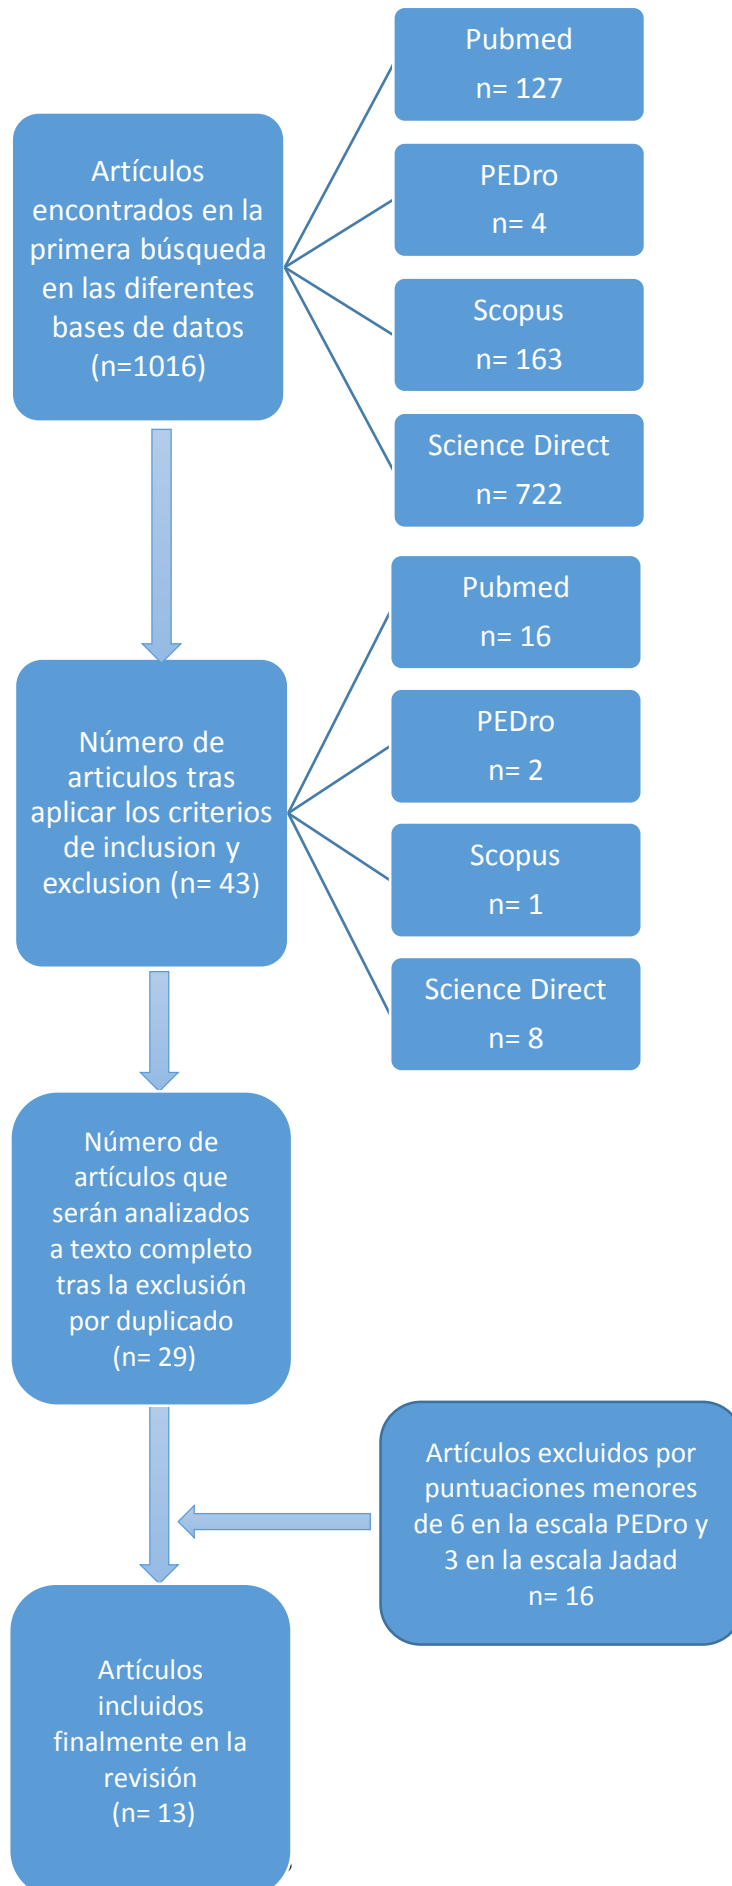 Pubmed
n= 127
PEDro
n= 4
Scopus
n= 163
Science Direct
n= 722
Artículos
encontrados en la
primera búsqueda
en las diferentes
bases de datos
(n=1016)
Pubmed
n= 16
PEDro
n= 2
Scopus
n= 1
Science Direct
n= 8
Número de
articulos tras
aplicar los criterios
de inclusion y
exclusion (n= 43)
Número de
artículos que
serán analizados
a texto completo
tras la exclusión
por duplicado
(n= 29)
Artículos excluidos por
puntuaciones menores
de 6 en la escala PEDro y
3 en la escala Jadad
n= 16
Artículos
incluidos
finalmente en la
revisión
(n= 13)